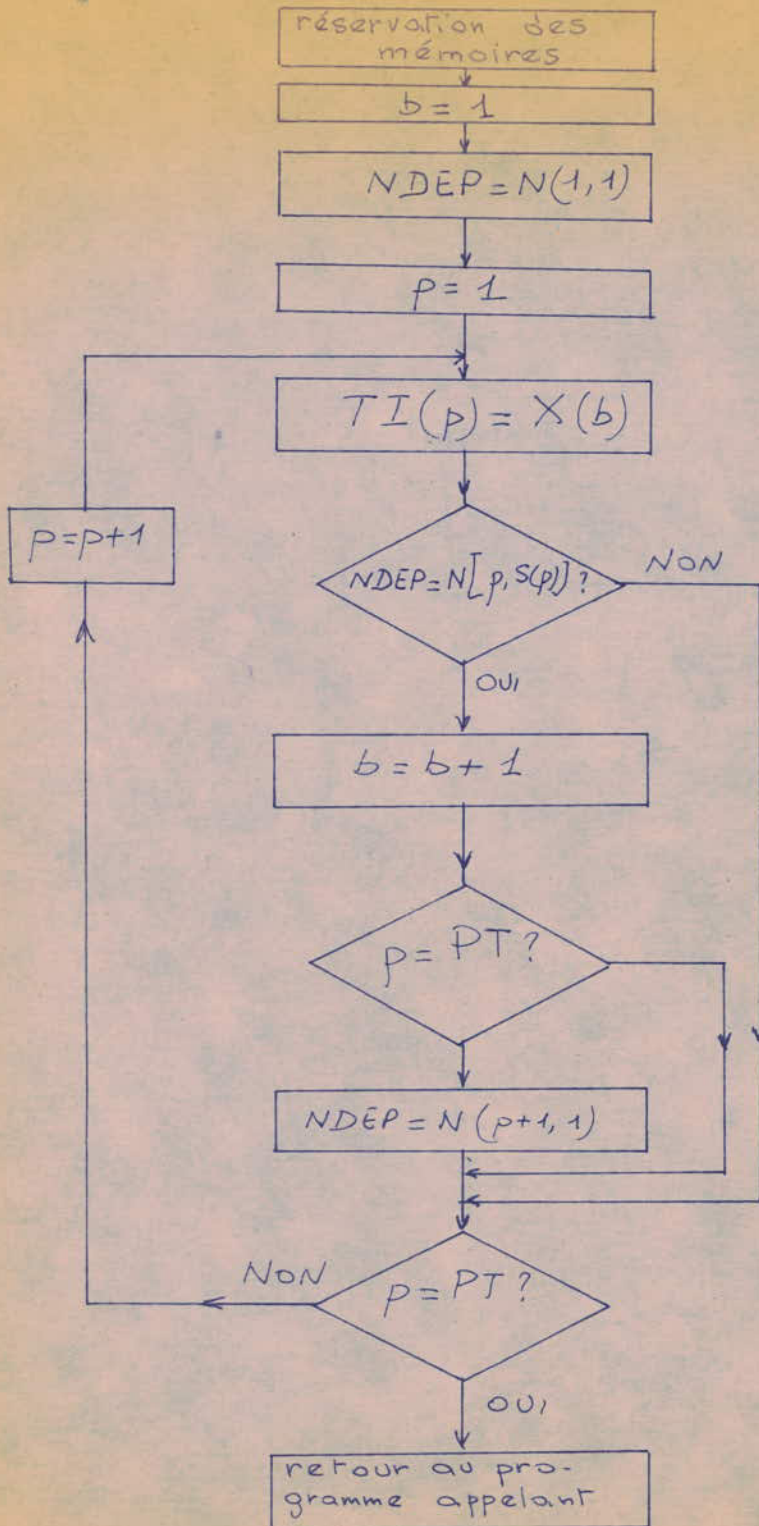 réservation des
mémoires
b = 1
NDEP = N(1,1)
p = 1
TI(p) = X(b)
p=p+1
NDEP=N[p,S(p)] ?
NON
OUI
b = b + 1
p = PT ?
NDEP = N (p+1, 1)
NON
p = PT ?
OUI
retour au pro-
gramme appelant